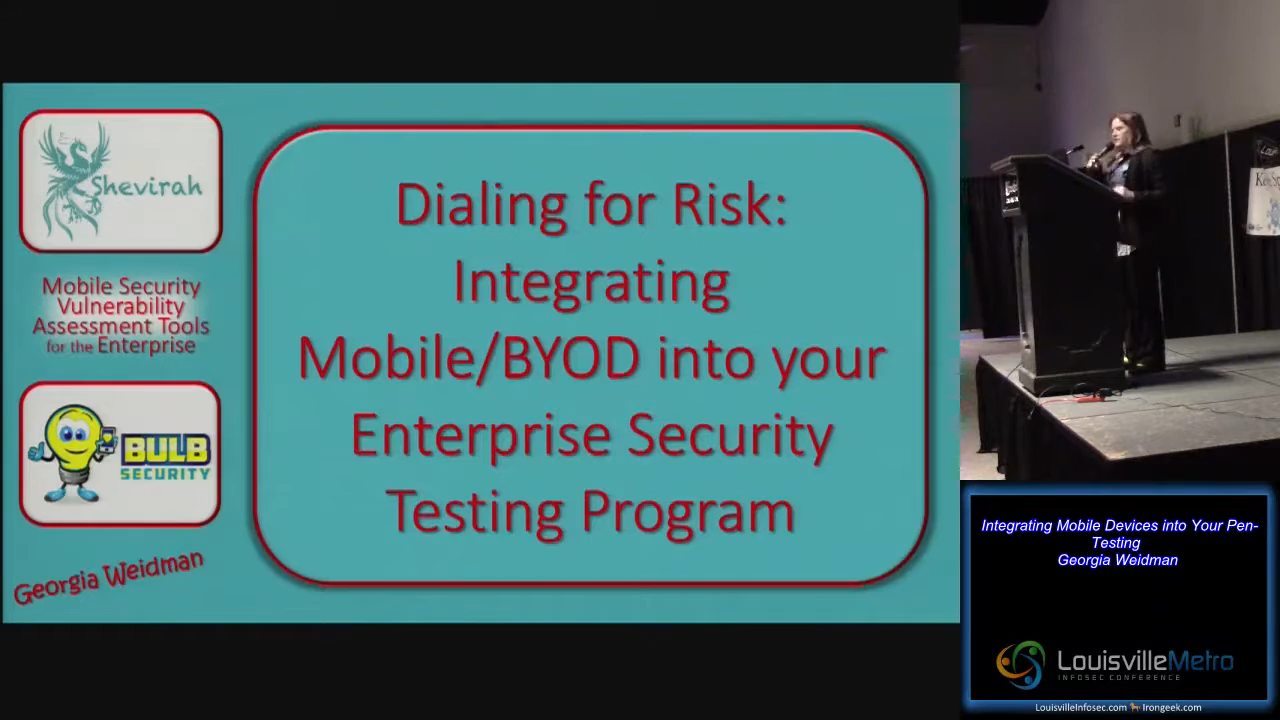 Shevirah
Mobile Security
Vulnerability
Assessment Tools
for the Enterprise
BULB
SECURITY
Georgia Weidman
Dialing for Risk:
Integrating
Mobile/BYOD into your
Enterprise Security
Testing Program
Integrating Mobile Devices into Your Pen-
Testing
Georgia Weidman
LouisvilleMetro
INFOSEC CONFERENCE
LouisvilleInfosec.com Irongeek.com